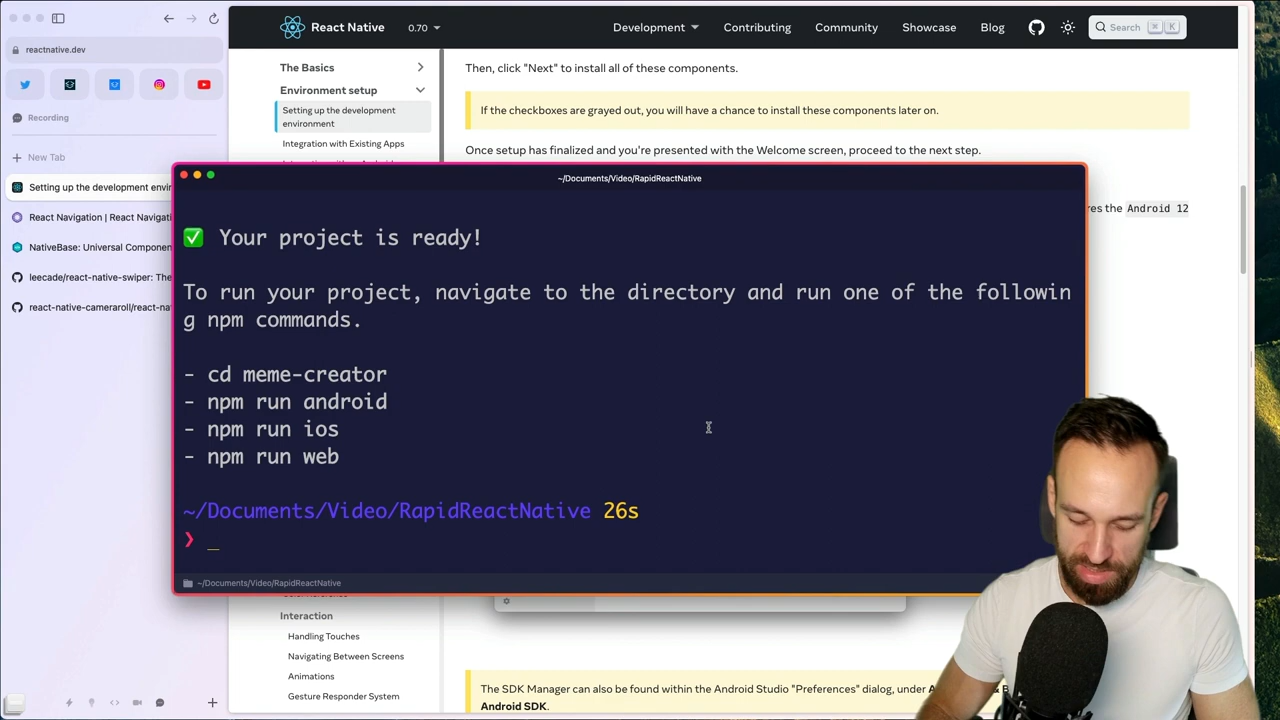 React Native
0.70
Development
Contributing
Community
Showcase
Blog
Search
⌘
K
reactnative.dev
Recording
New Tab
Setting up the development envir
React Navigation | React Navigati
NativeBase: Universal Componen
leecade/react-native-swiper: The
react-native-cameraroll/react-nat
The Basics
Environment setup
Setting up the development
environment
Integration with Existing Apps
Then, click "Next" to install all of these components.
If the checkboxes are grayed out, you will have a chance to install these components later on.
Once setup has finalized and you're presented with the Welcome screen, proceed to the next step.
Android 12
~/Documents/Video/RapidReactNative
✅ Your project is ready!
To run your project, navigate to the directory and run one of the followin
g npm commands.
- cd meme-creator
- npm run android
- npm run ios
- npm run web
~/Documents/Video/RapidReactNative 26s
❯ _
~/Documents/Video/RapidReactNative
Interaction
Handling Touches
Navigating Between Screens
Animations
Gesture Responder System
The SDK Manager can also be found within the Android Studio "Preferences" dialog, under
Android SDK.